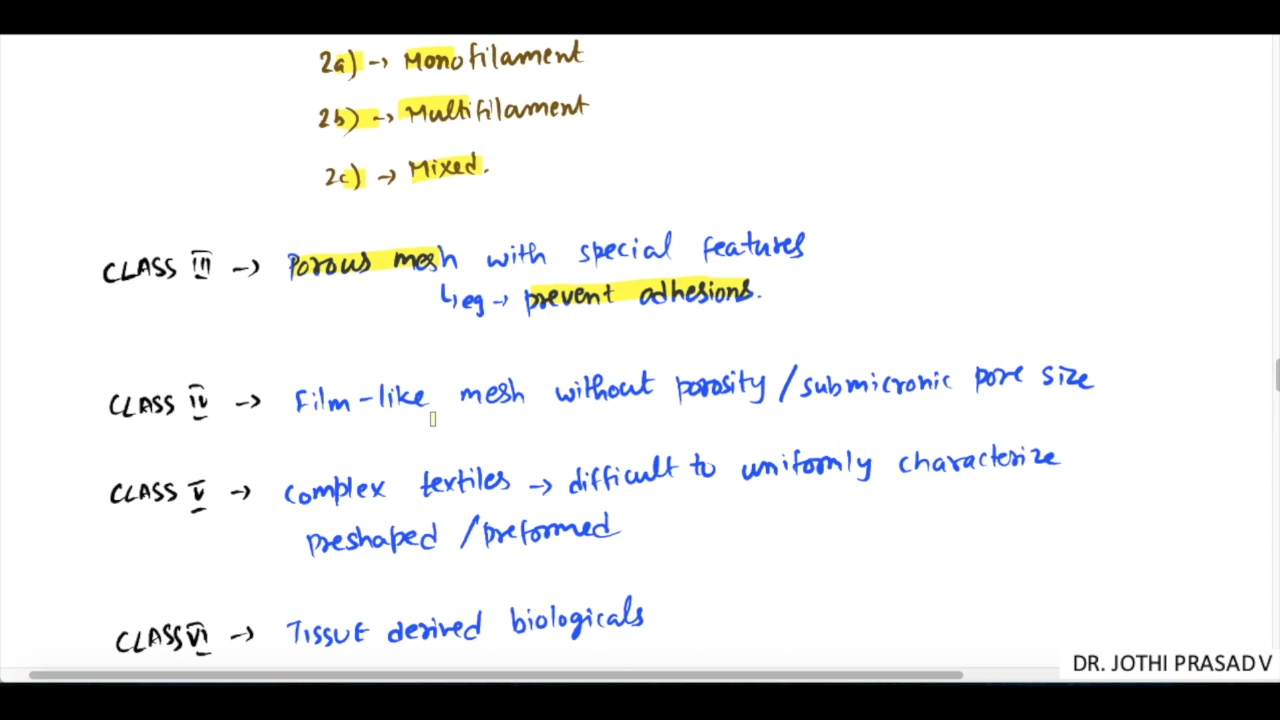 2a) → Monofilament
2b) → Multifilament
2c) → Mixed.
CLASS III → Porous mesh with special features
↳ eg → prevent adhesions.
CLASS IV → Film-like mesh without porosity / submicronic pore size
CLASS V → complex textiles → difficult to uniformly characterize
preshaped / preformed
CLASS VI → Tissue derived biologicals
DR. JOTHI PRASAD V